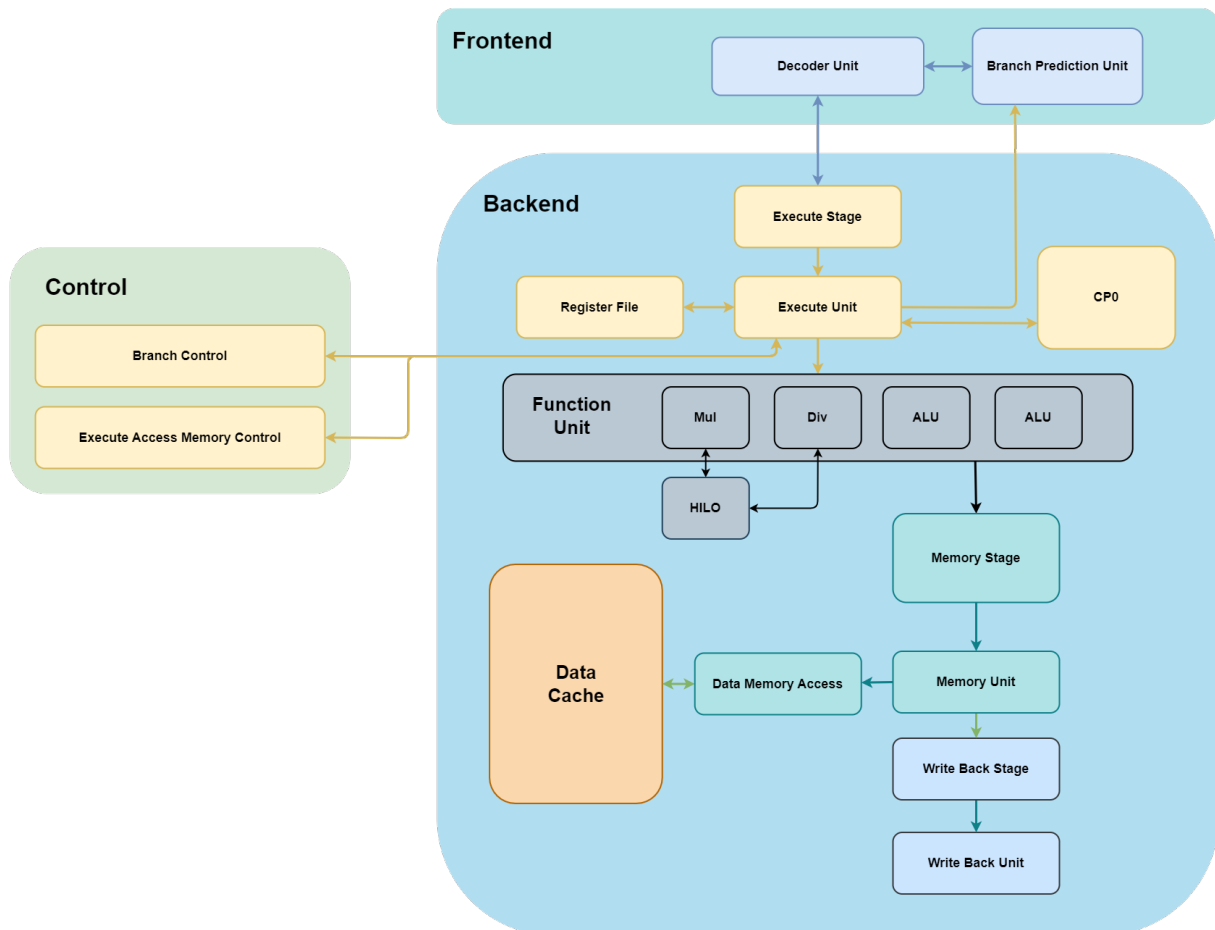 Frontend
Decoder Unit
Branch Prediction Unit
Backend
Execute Stage
Control
Register File
Execute Unit
CP0
Branch Control
Execute Access Memory Control
Function
Unit
Mul
Div
ALU
ALU
HILO
Memory Stage
Data
Cache
Data Memory Access
Memory Unit
Write Back Stage
Write Back Unit